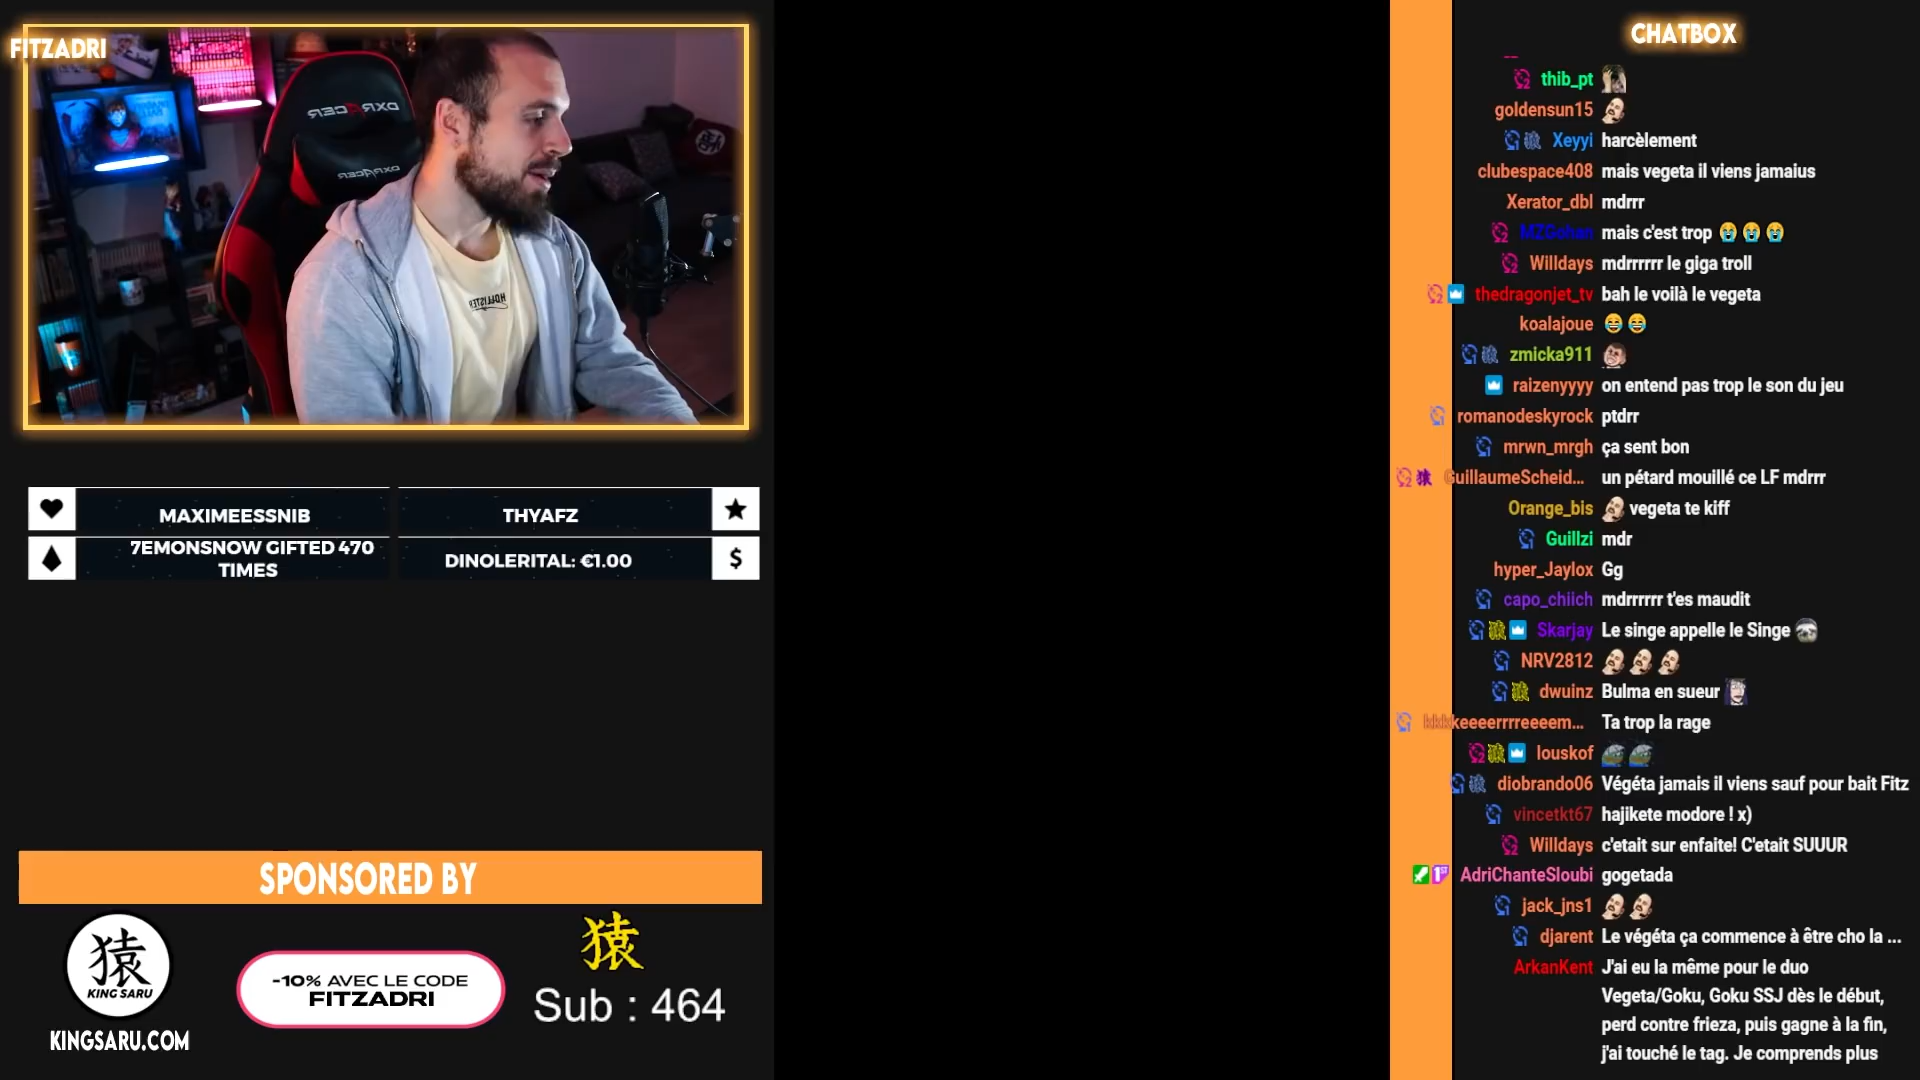 FITZADRI
DXRACER
DXRACER
HOLLISTER
MAXIMEESSNIB
THYAFZ
7EMONSNOW GIFTED 470
TIMES
DINOLERITAL: €1.00
$
SPONSORED BY
猿
KING SARU
KINGSARU.COM
-10% AVEC LE CODE
FITZADRI
猿
Sub : 464
CHATBOX
thib_pt
goldensun15
Xeyyi harcèlement
clubespace408 mais vegeta il viens jamaius
Xerator_dbl mdrrr
MZGohan mais c'est trop 😭 😭 😭
Willdays mdrrrrrr le giga troll
thedragonjet_tv bah le voilà le vegeta
koalajoue 😂 😂
zmicka911
raizenyyyy on entend pas trop le son du jeu
romanodeskyrock ptdrr
mrwn_mrgh ça sent bon
GuillaumeScheid... un pétard mouillé ce LF mdrrr
Orange_bis vegeta te kiff
Guillzi mdr
hyper_Jaylox Gg
capo_chiich mdrrrrrr t'es maudit
Skarjay Le singe appelle le Singe
NRV2812
dwuinz Bulma en sueur
kkkkeeeerrrreeeem... Ta trop la rage
louskof
diobrando06 Végéta jamais il viens sauf pour bait Fitz
vincetkt67 hajikete modore ! x)
Willdays c'etait sur enfaite! C'etait SUUUR
AdriChanteSloubi gogetada
jack_jns1
djarent Le végéta ça commence à être cho la ...
ArkanKent J'ai eu la même pour le duo
Vegeta/Goku, Goku SSJ dès le début,
perd contre frieza, puis gagne à la fin,
j'ai touché le tag. Je comprends plus